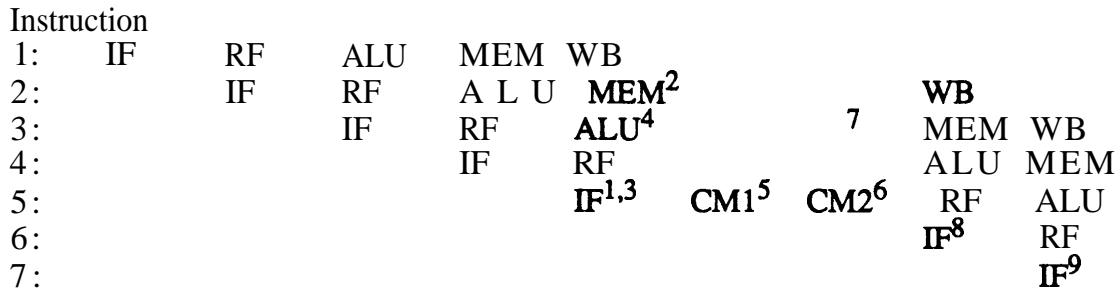 Instruction
1: IF RF ALU MEM WB
2: IF RF ALU MEM² WB
3: IF RF ALU⁴ ⁷ MEM WB
4: IF RF ALU MEM
5: IF¹,³ CM1⁵ CM2⁶ RF ALU
6: IF⁸ RF
7: IF⁹